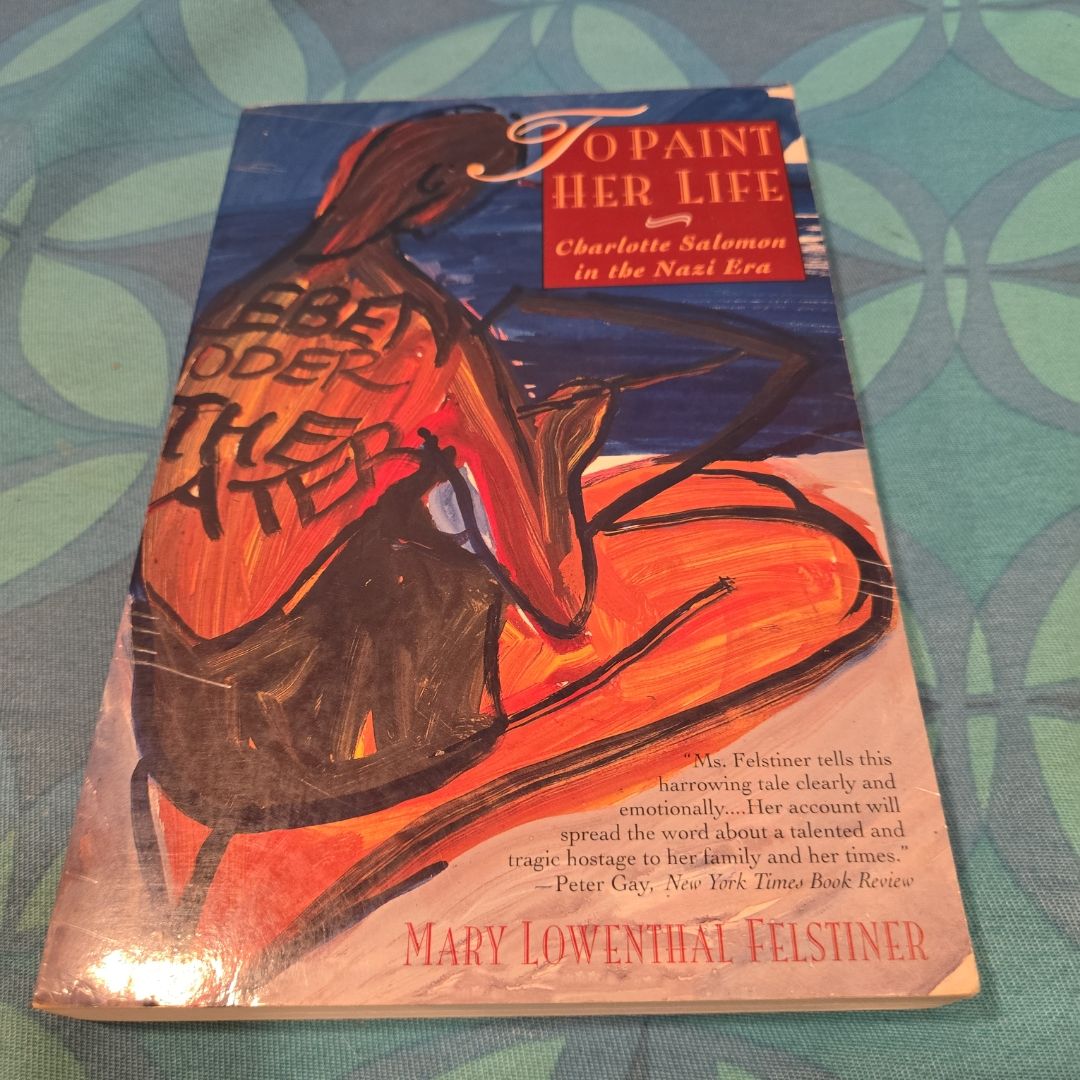 TO PAINT
HER LIFE
Charlotte Salomon
in the Nazi Era
LEBEN
ODER
THE
ATER
“Ms. Felstiner tells this
harrowing tale clearly and
emotionally....Her account will
spread the word about a talented and
tragic hostage to her family and her times.”
—Peter Gay, New York Times Book Review
MARY LOWENTHAL FELSTINER